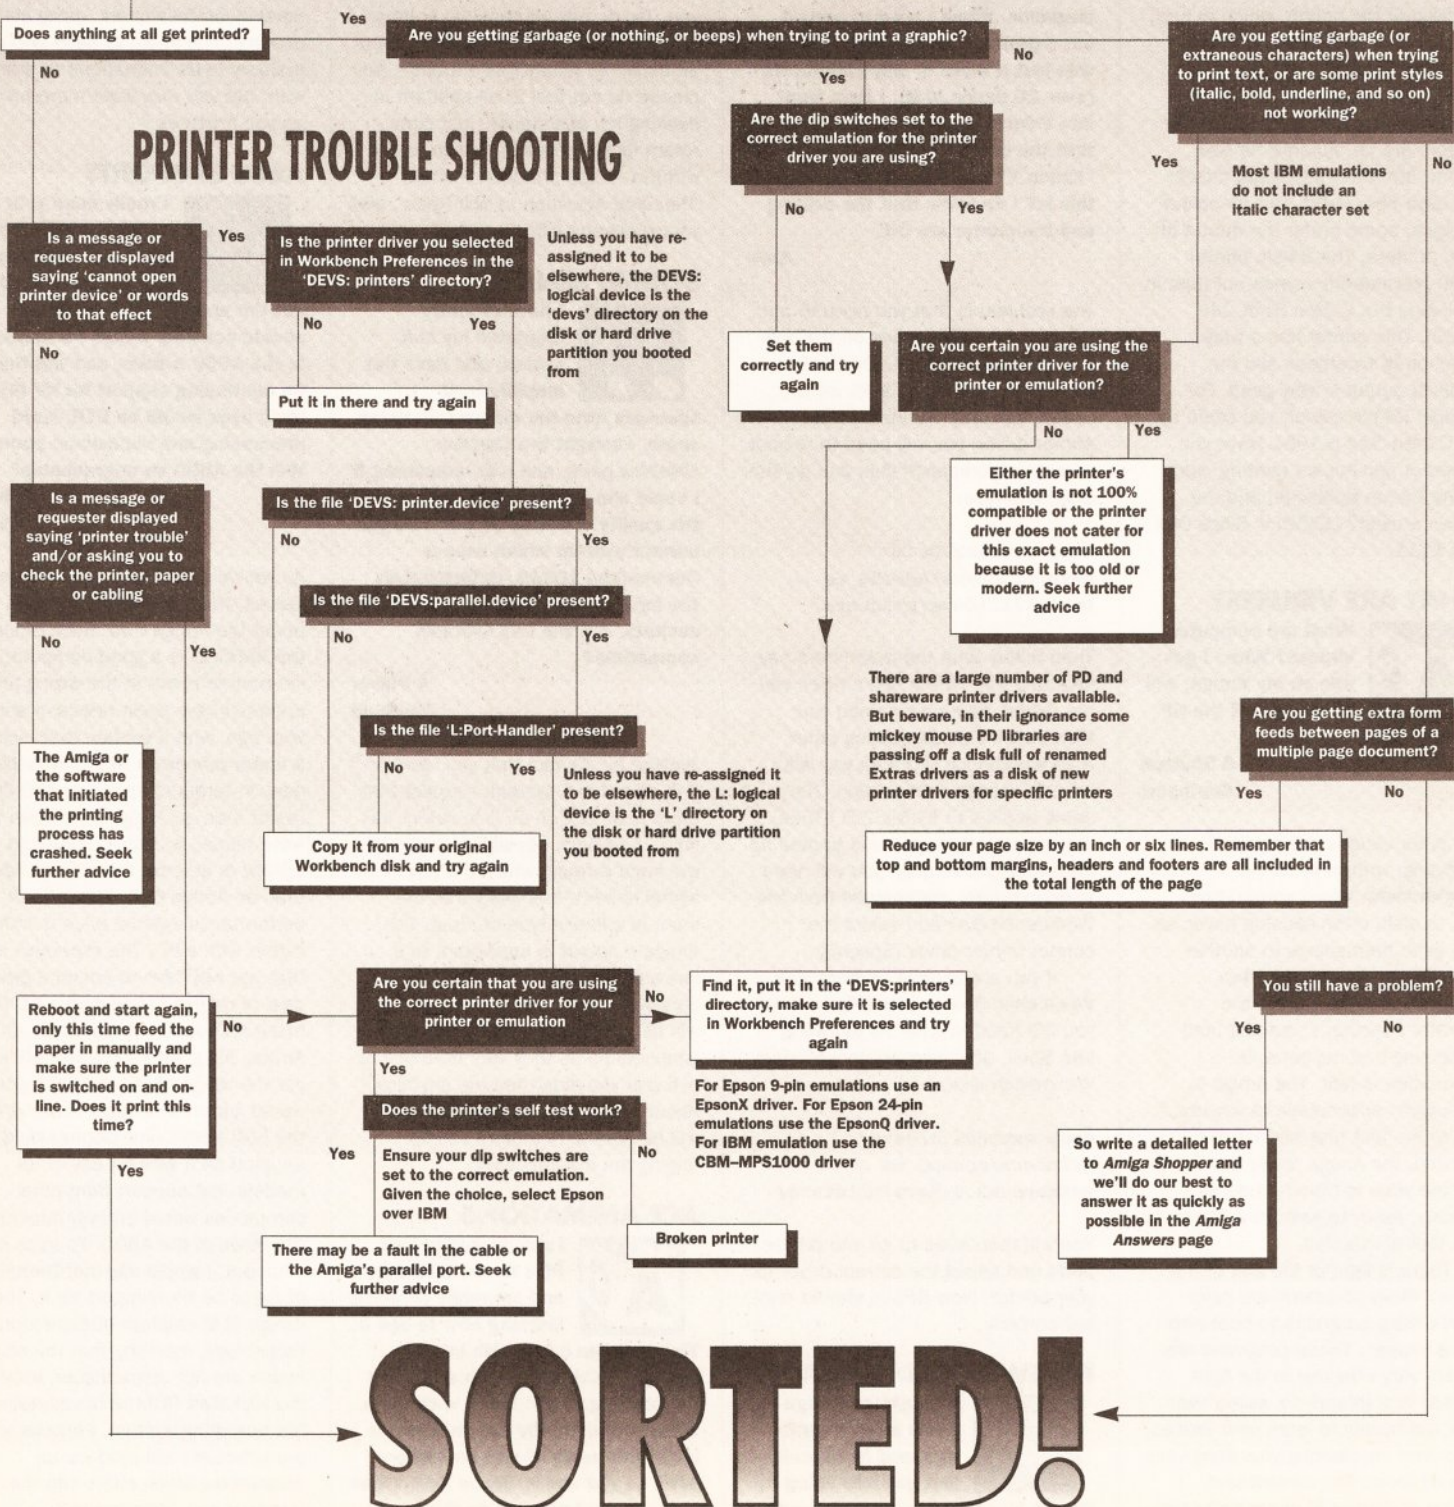 Yes
Does anything at all get printed?
Are you getting garbage (or nothing, or beeps) when trying to print a graphic?
No
Are you getting garbage (or
extraneous characters) when trying
to print text, or are some print styles
(italic, bold, underline, and so on)
not working?
No
Yes
PRINTER TROUBLE SHOOTING
Are the dip switches set to the
correct emulation for the printer
driver you are using?
Yes
No
Most IBM emulations
do not include an
italic character set
No
Yes
Is a message or
requester displayed
saying 'cannot open
printer device' or words
to that effect
Yes
Is the printer driver you selected
in Workbench Preferences in the
'DEVS: printers' directory?
Unless you have re-
assigned it to be
elsewhere, the DEVS:
logical device is the
'devs' directory on the
disk or hard drive
partition you booted
from
No
Yes
No
Put it in there and try again
Set them
correctly and try
again
Are you certain you are using the
correct printer driver for the
printer or emulation?
No
Yes
Either the printer's
emulation is not 100%
compatible or the printer
driver does not cater for
this exact emulation
because it is too old or
modern. Seek further
advice
Is a message or
requester displayed
saying 'printer trouble'
and/or asking you to
check the printer, paper
or cabling
Is the file 'DEVS: printer.device' present?
No
Yes
Is the file 'DEVS:parallel.device' present?
No
Yes
No
Yes
There are a large number of PD and
shareware printer drivers available.
But beware, in their ignorance some
mickey mouse PD libraries are
passing off a disk full of renamed
Extras drivers as a disk of new
printer drivers for specific printers
Are you getting extra form
feeds between pages of a
multiple page document?
Yes
No
Is the file 'L:Port-Handler' present?
No
Yes
Unless you have re-assigned it
to be elsewhere, the L: logical
device is the 'L' directory on
the disk or hard drive partition
you booted from
The Amiga or
the software
that initiated
the printing
process has
crashed. Seek
further advice
Copy it from your original
Workbench disk and try again
Reduce your page size by an inch or six lines. Remember that
top and bottom margins, headers and footers are all included in
the total length of the page
Reboot and start again,
only this time feed the
paper in manually and
make sure the printer
is switched on and on-
line. Does it print this
time?
No
Are you certain that you are using
the correct printer driver for your
printer or emulation
No
Find it, put it in the 'DEVS:printers'
directory, make sure it is selected
in Workbench Preferences and try
again
You still have a problem?
Yes
No
Yes
For Epson 9-pin emulations use an
EpsonX driver. For Epson 24-pin
emulations use the EpsonQ driver.
For IBM emulation use the
CBM–MPS1000 driver
Does the printer's self test work?
Yes
Ensure your dip switches are
set to the correct emulation.
Given the choice, select Epson
over IBM
No
Yes
So write a detailed letter
to Amiga Shopper and
we'll do our best to
answer it as quickly as
possible in the Amiga
Answers page
There may be a fault in the cable or
the Amiga's parallel port. Seek
further advice
Broken printer
SORTED!